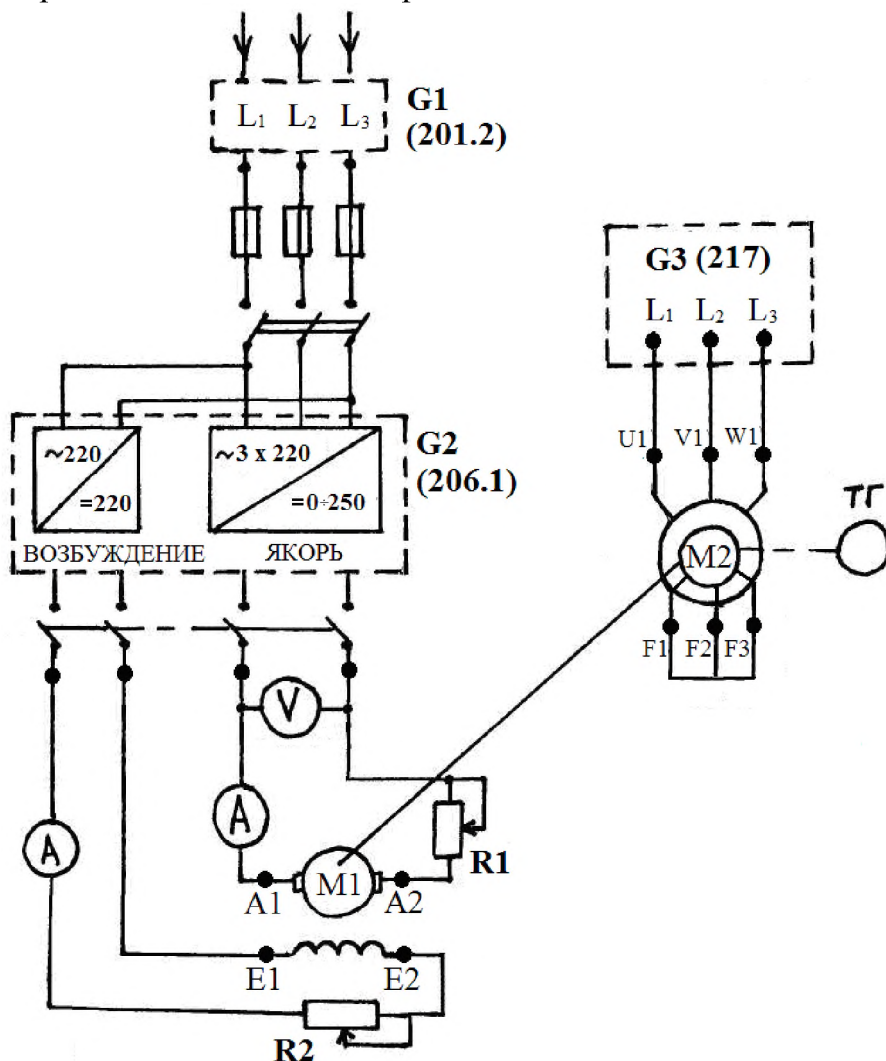 L₁ L₂ L₃
G1
(201.2)
G3 (217)
L₁ L₂ L₃
~220
=220
~3 x 220
=0÷250
G2
(206.1)
ВОЗБУЖДЕНИЕ
ЯКОРЬ
U1
V1
W1
M2
ТГ
F1
F2
F3
V
A
A
R1
A1
M1
A2
E1
E2
R2